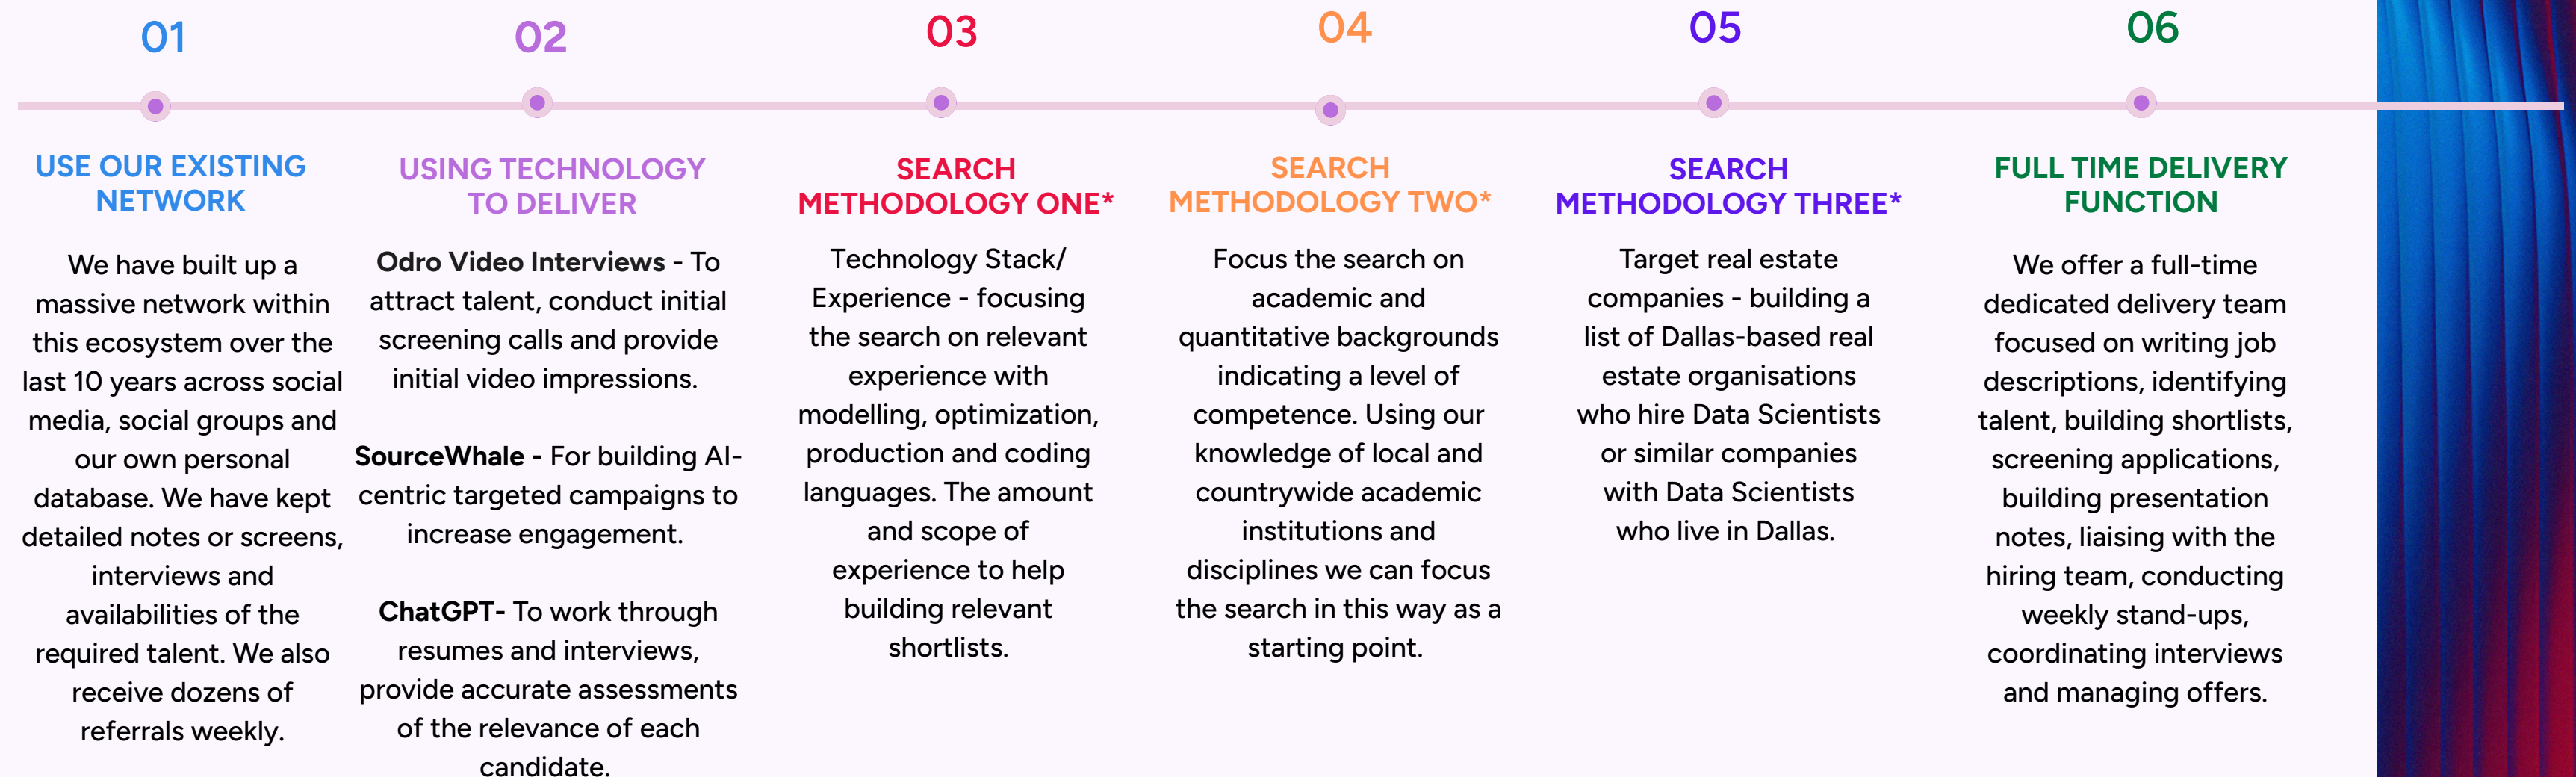 01
USE OUR EXISTING
NETWORK
We have built up a
massive network within
this ecosystem over the
last 10 years across social
media, social groups and
our own personal
database. We have kept
detailed notes or screens,
interviews and
availabilities of the
required talent. We also
receive dozens of
referrals weekly.
02
USING TECHNOLOGY
TO DELIVER
Odro Video Interviews - To
attract talent, conduct initial
screening calls and provide
initial video impressions.
SourceWhale - For building AI-
centric targeted campaigns to
increase engagement.
ChatGPT- To work through
resumes and interviews,
provide accurate assessments
of the relevance of each
candidate.
03
SEARCH
METHODOLOGY ONE*
Technology Stack/
Experience - focusing
the search on relevant
experience with
modelling, optimization,
production and coding
languages. The amount
and scope of
experience to help
building relevant
shortlists.
04
SEARCH
METHODOLOGY TWO*
Focus the search on
academic and
quantitative backgrounds
indicating a level of
competence. Using our
knowledge of local and
countrywide academic
institutions and
disciplines we can focus
the search in this way as a
starting point.
05
SEARCH
METHODOLOGY THREE*
Target real estate
companies - building a
list of Dallas-based real
estate organisations
who hire Data Scientists
or similar companies
with Data Scientists
who live in Dallas.
06
FULL TIME DELIVERY
FUNCTION
We offer a full-time
dedicated delivery team
focused on writing job
descriptions, identifying
talent, building shortlists,
screening applications,
building presentation
notes, liaising with the
hiring team, conducting
weekly stand-ups,
coordinating interviews
and managing offers.